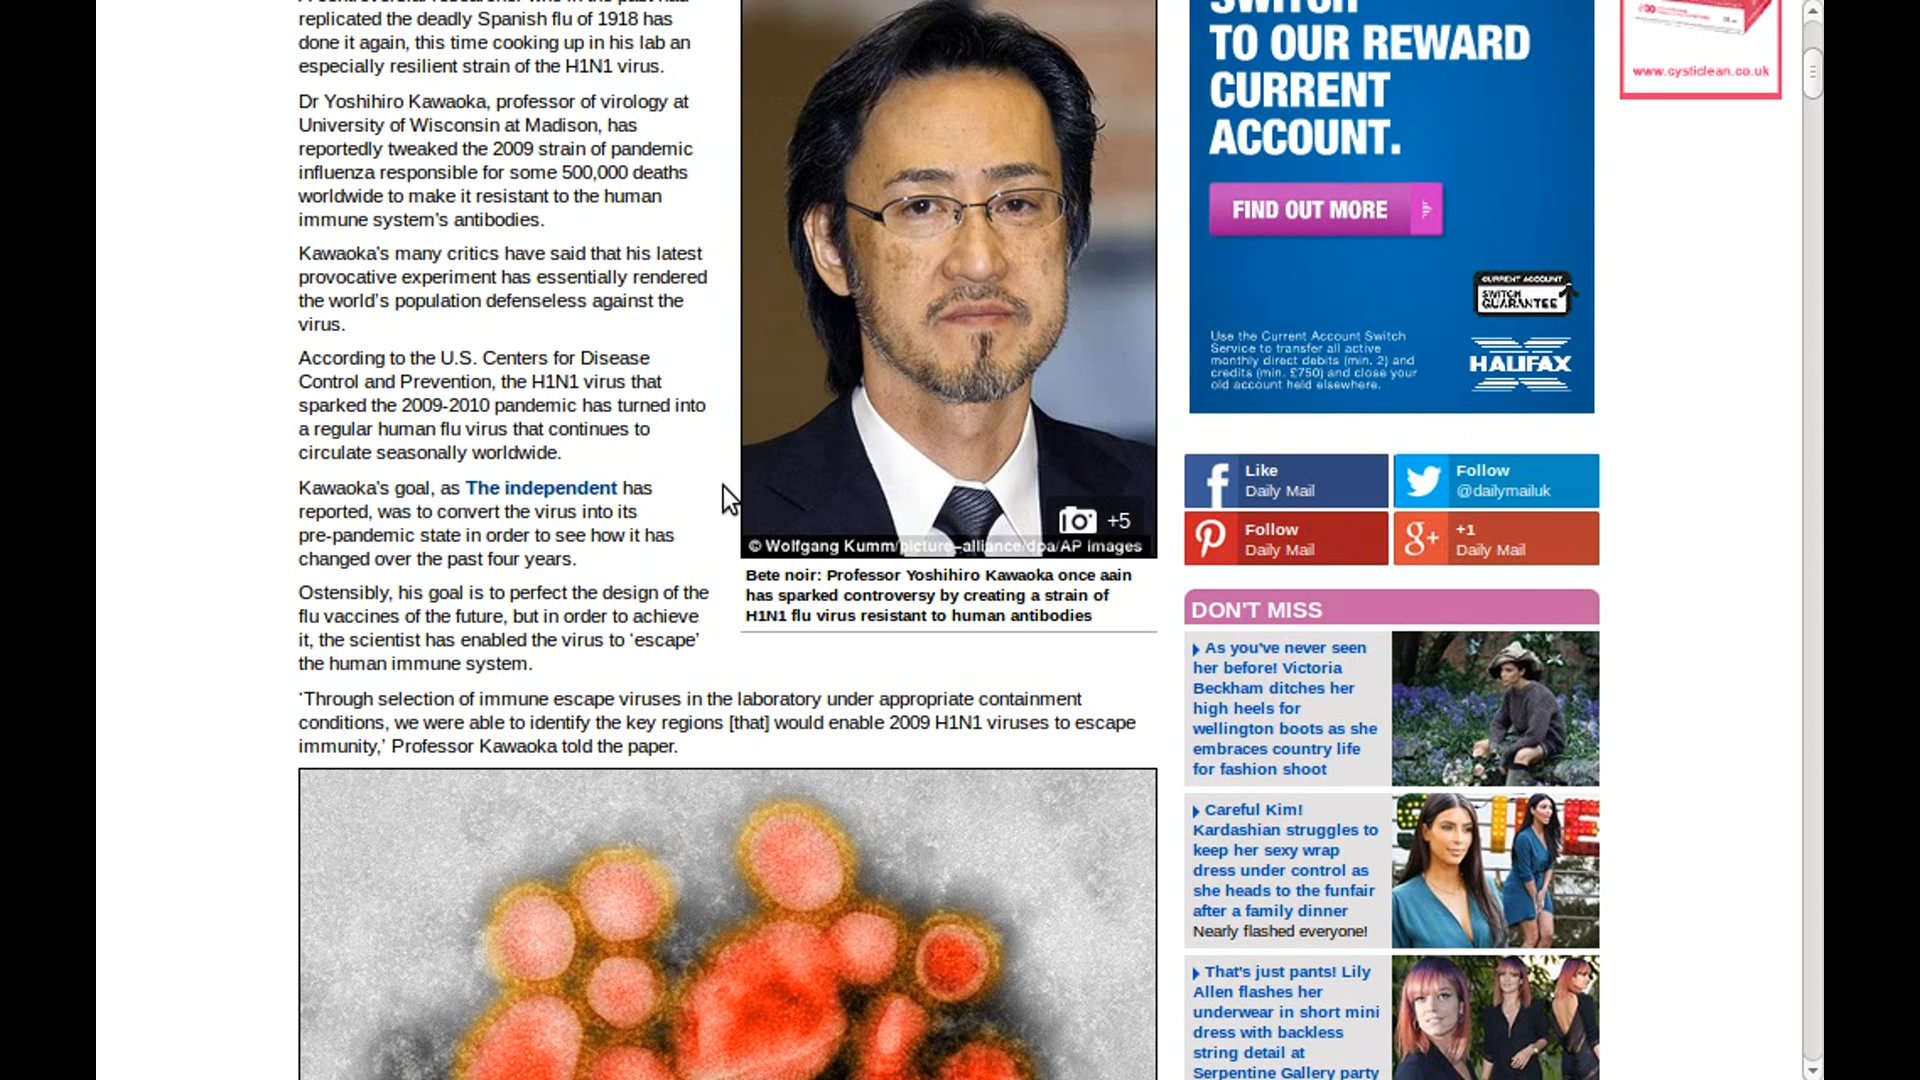 replicated the deadly Spanish flu of 1918 has
done it again, this time cooking up in his lab an
especially resilient strain of the H1N1 virus.
Dr Yoshihiro Kawaoka, professor of virology at
University of Wisconsin at Madison, has
reportedly tweaked the 2009 strain of pandemic
influenza responsible for some 500,000 deaths
worldwide to make it resistant to the human
immune system's antibodies.
Kawaoka's many critics have said that his latest
provocative experiment has essentially rendered
the world's population defenseless against the
virus.
According to the U.S. Centers for Disease
Control and Prevention, the H1N1 virus that
sparked the 2009-2010 pandemic has turned into
a regular human flu virus that continues to
circulate seasonally worldwide.
Kawaoka's goal, as The independent has
reported, was to convert the virus into its
pre-pandemic state in order to see how it has
changed over the past four years.
Ostensibly, his goal is to perfect the design of the
flu vaccines of the future, but in order to achieve
it, the scientist has enabled the virus to ‘escape’
the human immune system.
‘Through selection of immune escape viruses in the laboratory under appropriate containment
conditions, we were able to identify the key regions [that] would enable 2009 H1N1 viruses to escape
immunity,’ Professor Kawaoka told the paper.
+5
© Wolfgang Kumm/picture-alliance/dpa/AP images
Bete noir: Professor Yoshihiro Kawaoka once aain
has sparked controversy by creating a strain of
H1N1 flu virus resistant to human antibodies
SWITCH
TO OUR REWARD
CURRENT
ACCOUNT.
FIND OUT MORE
CURRENT ACCOUNT
SWITCH
GUARANTEE
Use the Current Account Switch
Service to transfer all active
monthly direct debits (min. 2) and
credits (min. £750) and close your
old account held elsewhere.
HALIFAX
www.cysticlean.co.uk
Like
Daily Mail
Follow
@dailymailuk
Follow
Daily Mail
+1
Daily Mail
DON'T MISS
As you've never seen
her before! Victoria
Beckham ditches her
high heels for
wellington boots as she
embraces country life
for fashion shoot
Careful Kim!
Kardashian struggles to
keep her sexy wrap
dress under control as
she heads to the funfair
after a family dinner
Nearly flashed everyone!
That's just pants! Lily
Allen flashes her
underwear in short mini
dress with backless
string detail at
Serpentine Gallery party